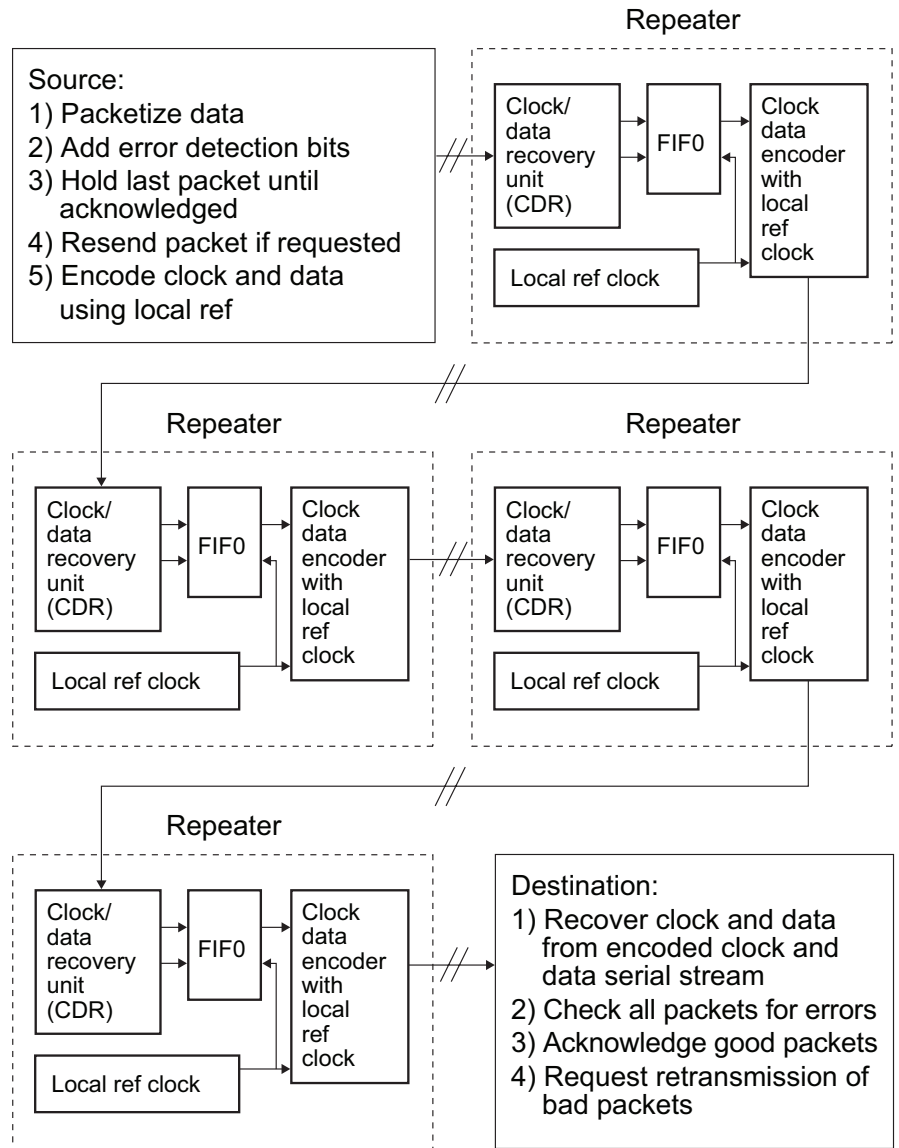 Repeater
Source:
1) Packetize data
2) Add error detection bits
3) Hold last packet until
acknowledged
4) Resend packet if requested
5) Encode clock and data
using local ref
Clock/
data
recovery
unit
(CDR)
FIF0
Clock
data
encoder
with
local
ref
clock
Local ref clock
Repeater
Clock/
data
recovery
unit
(CDR)
FIF0
Clock
data
encoder
with
local
ref
clock
Local ref clock
Repeater
Clock/
data
recovery
unit
(CDR)
FIF0
Clock
data
encoder
with
local
ref
clock
Local ref clock
Repeater
Clock/
data
recovery
unit
(CDR)
FIF0
Clock
data
encoder
with
local
ref
clock
Local ref clock
Destination:
1) Recover clock and data
from encoded clock and
data serial stream
2) Check all packets for errors
3) Acknowledge good packets
4) Request retransmission of
bad packets